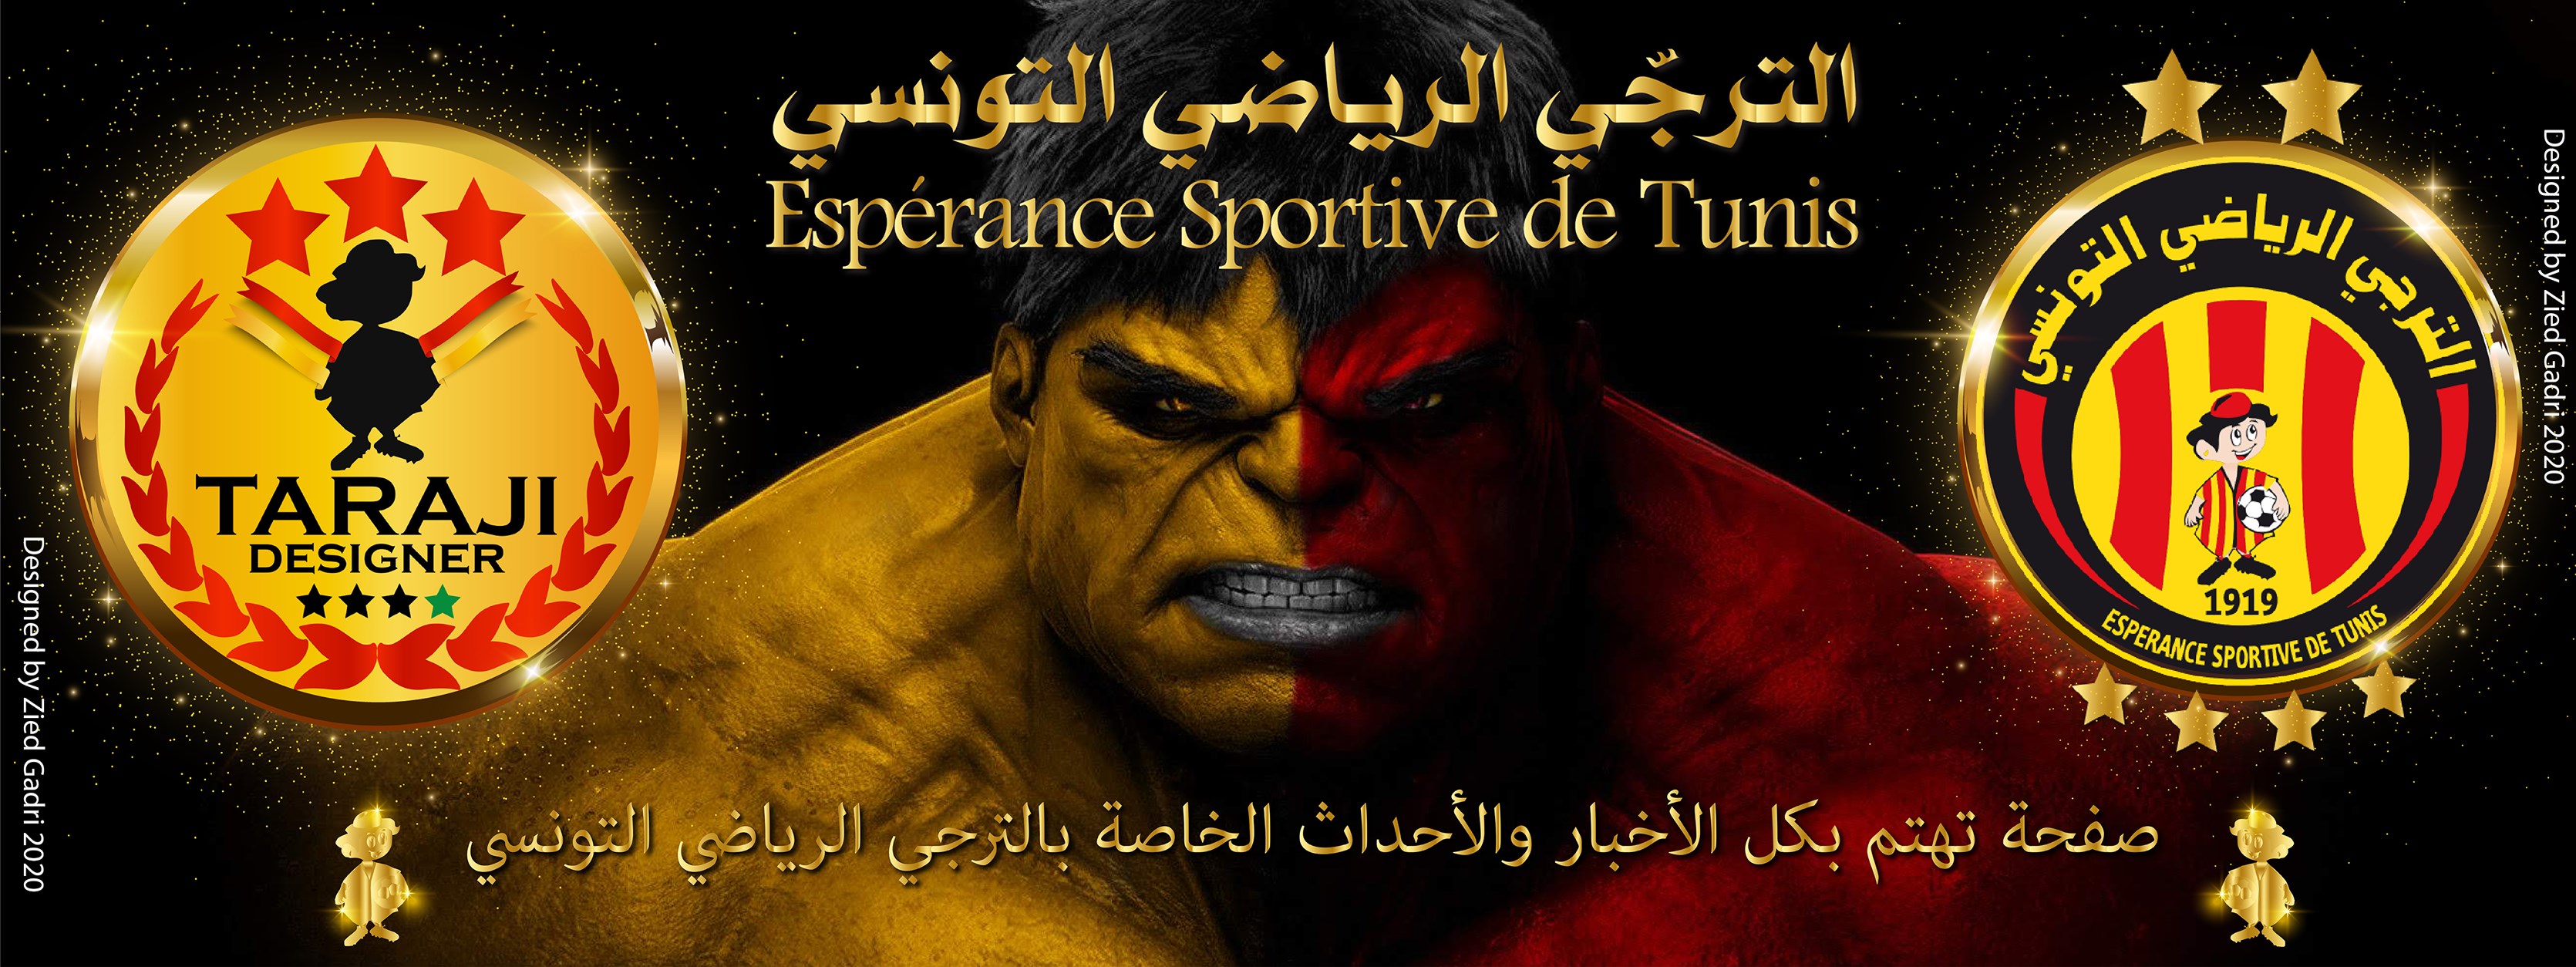 الترجّي الرياضي التونسي
Espérance Sportive de Tunis
TARAJI
DESIGNER
الترجي الرياضي التونسي
1919
ESPERANCE SPORTIVE DE TUNIS
صفحة تهتم بكل الأخبار والأحداث الخاصة بالترجي الرياضي التونسي
Designed by Zied Gadri 2020
Designed by Zied Gadri 2020